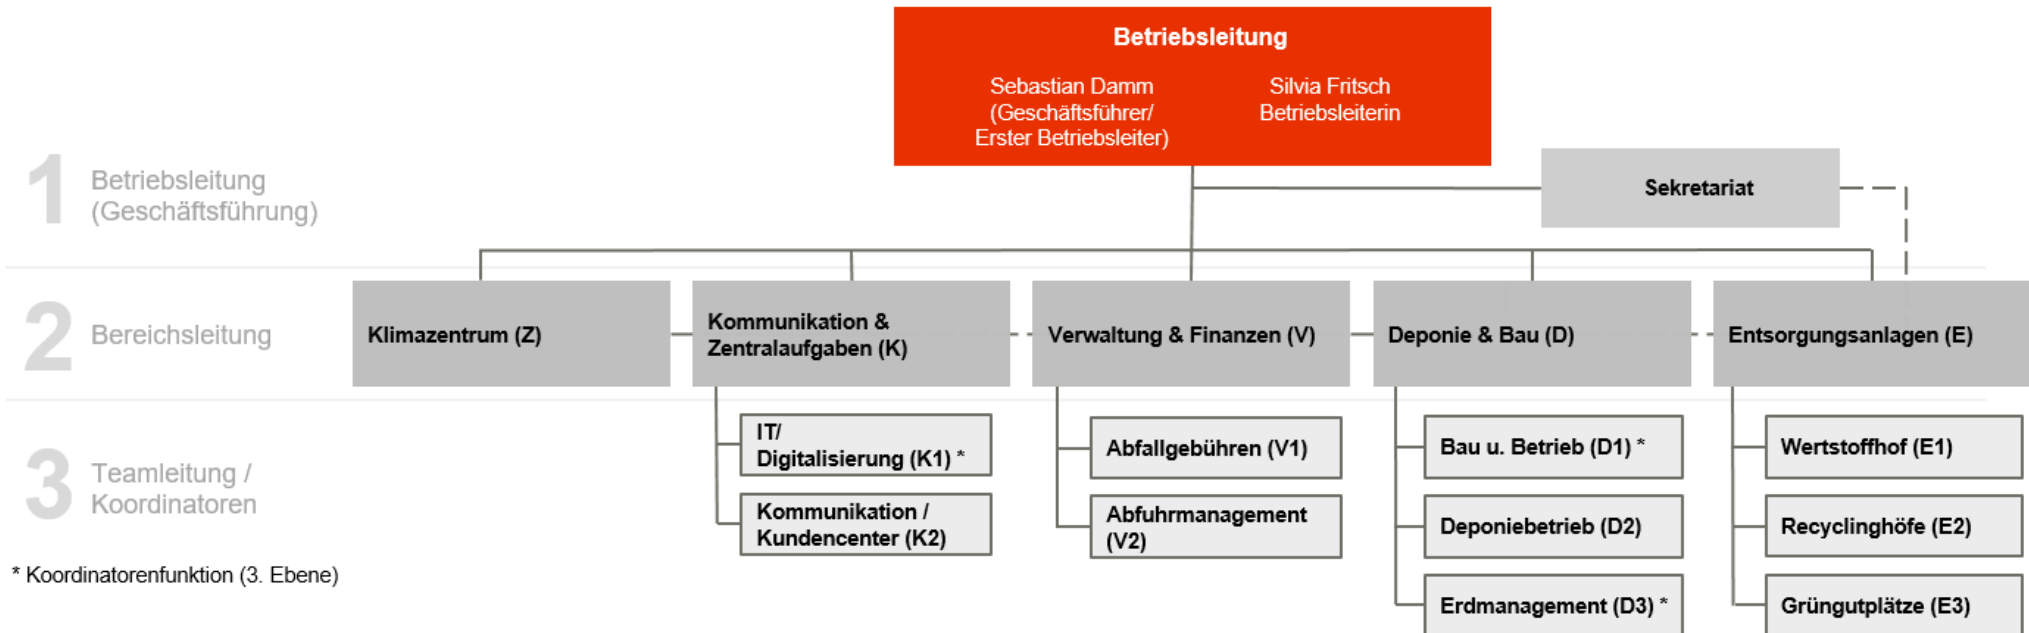 Betriebsleitung
Sebastian Damm
(Geschäftsführer/
Erster Betriebsleiter)
Silvia Fritsch
Betriebsleiterin
1
Betriebsleitung
(Geschäftsführung)
Sekretariat
2
Bereichsleitung
Klimazentrum (Z)
Kommunikation &
Zentralaufgaben (K)
Verwaltung & Finanzen (V)
Deponie & Bau (D)
Entsorgungsanlagen (E)
3
Teamleitung /
Koordinatoren
IT/
Digitalisierung (K1) *
Kommunikation /
Kundencenter (K2)
Abfallgebühren (V1)
Abfuhrmanagement
(V2)
Bau u. Betrieb (D1) *
Deponiebetrieb (D2)
Erdmanagement (D3) *
Wertstoffhof (E1)
Recyclinghöfe (E2)
Grüngutplätze (E3)
* Koordinatorenfunktion (3. Ebene)